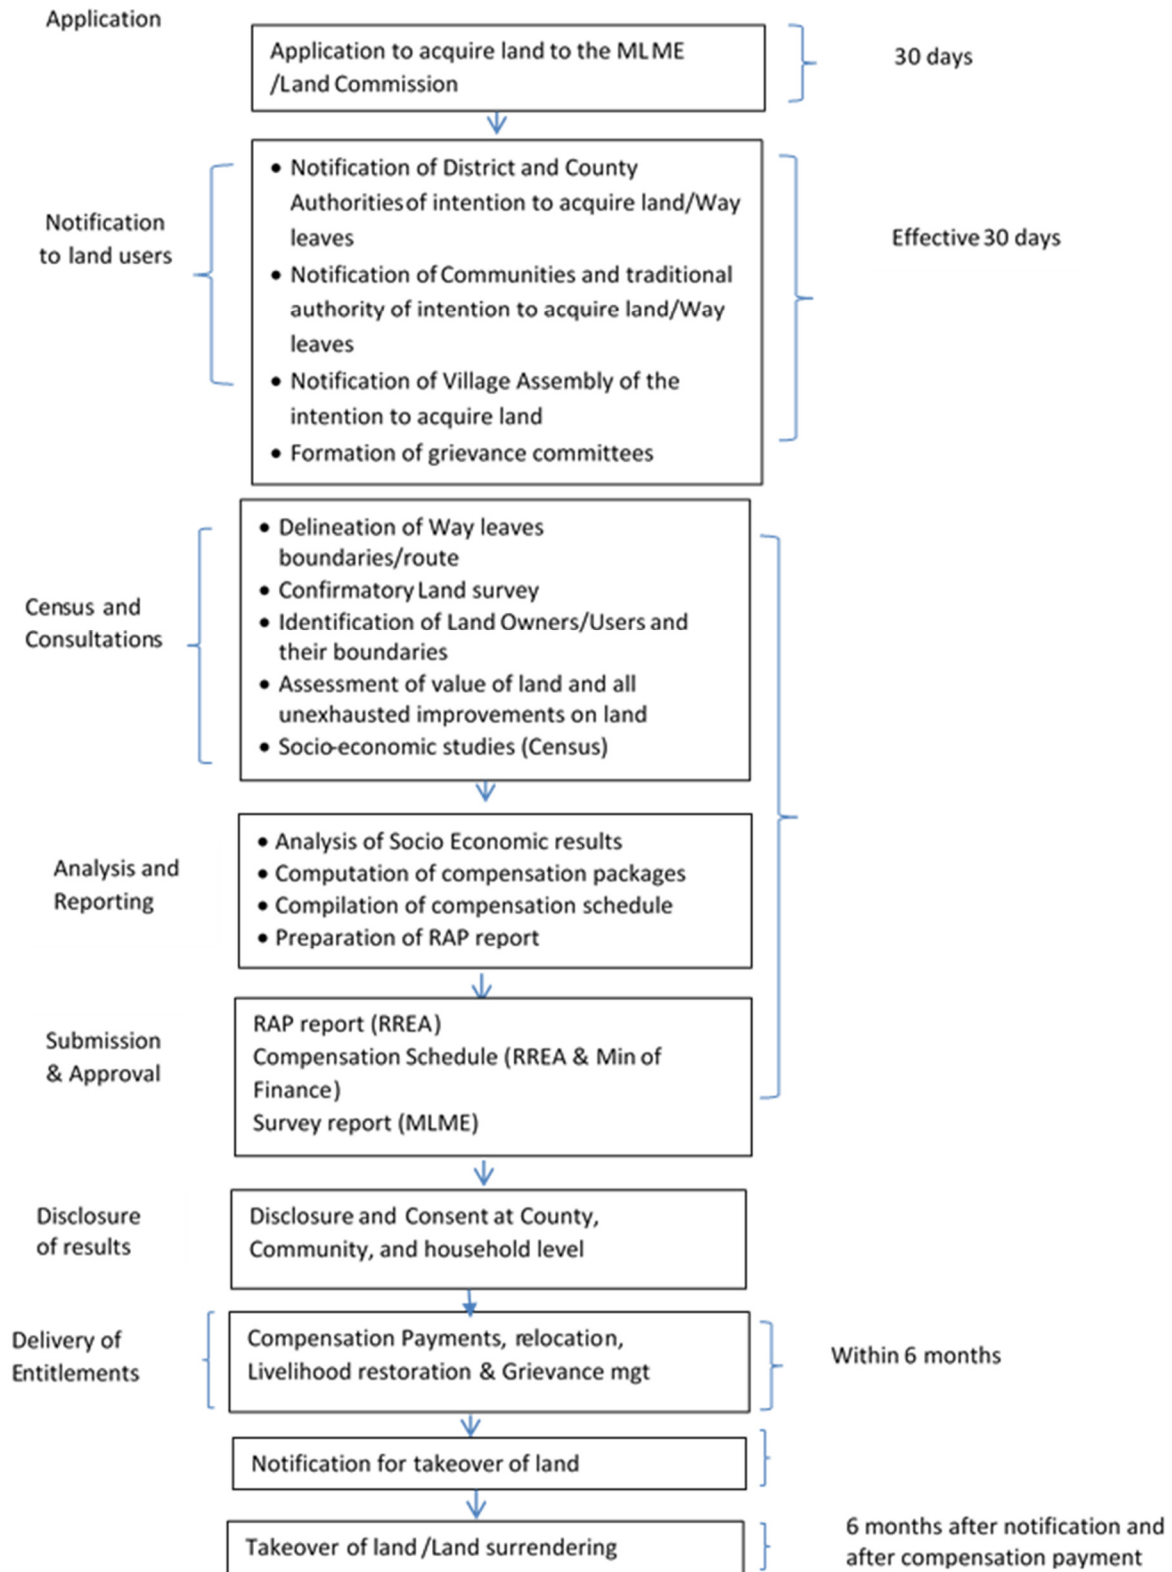 Application
Application to acquire land to the MLME
/Land Commission
30 days
Notification
to land users
• Notification of District and County
Authorities of intention to acquire land/Way
leaves
• Notification of Communities and traditional
authority of intention to acquire land/Way
leaves
• Notification of Village Assembly of the
intention to acquire land
• Formation of grievance committees
Effective 30 days
Census and
Consultations
• Delineation of Way leaves
boundaries/route
• Confirmatory Land survey
• Identification of Land Owners/Users and
their boundaries
• Assessment of value of land and all
unexhausted improvements on land
• Socio-economic studies (Census)
Analysis and
Reporting
• Analysis of Socio Economic results
• Computation of compensation packages
• Compilation of compensation schedule
• Preparation of RAP report
Submission
& Approval
RAP report (RREA)
Compensation Schedule (RREA & Min of
Finance)
Survey report (MLME)
Disclosure
of results
Disclosure and Consent at County,
Community, and household level
Delivery of
Entitlements
Compensation Payments, relocation,
Livelihood restoration & Grievance mgt
Within 6 months
Notification for takeover of land
Takeover of land /Land surrendering
6 months after notification and
after compensation payment